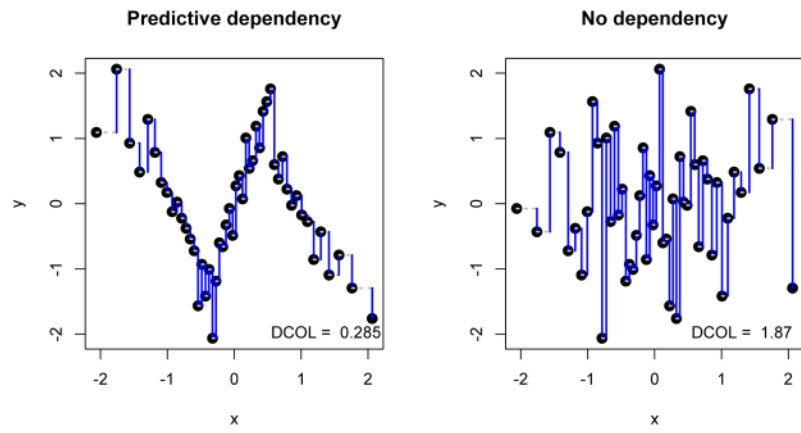 Predictive dependency
No dependency
y
2
1
0
-1
-2
DCOL = 0.285
-2 -1 0 1 2
x
y
2
1
0
-1
-2
DCOL = 1.87
-2 -1 0 1 2
x